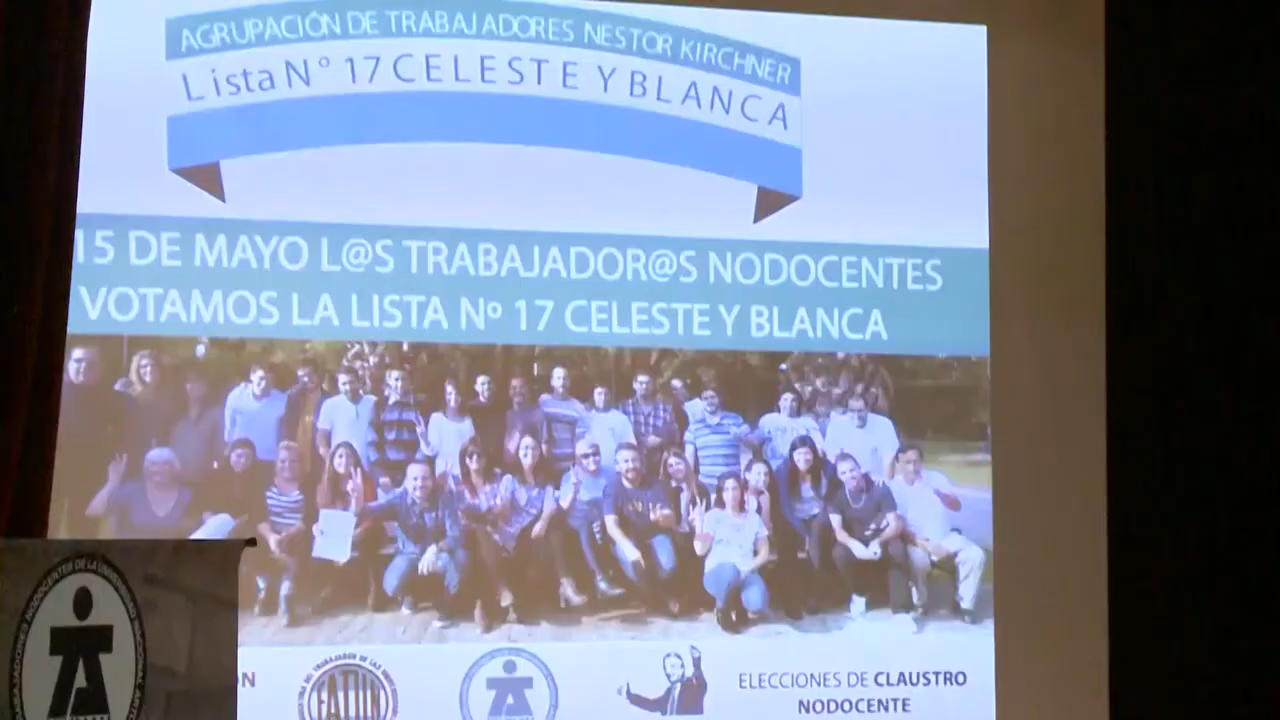 AGRUPACIÓN DE TRABAJADORES NESTOR KIRCHNER
Lista N° 17 CELESTE Y BLANCA
15 DE MAYO L@S TRABAJADOR@S NODOCENTES
VOTAMOS LA LISTA Nº 17 CELESTE Y BLANCA
FATUN
ELECCIONES DE CLAUSTRO
NODOCENTE